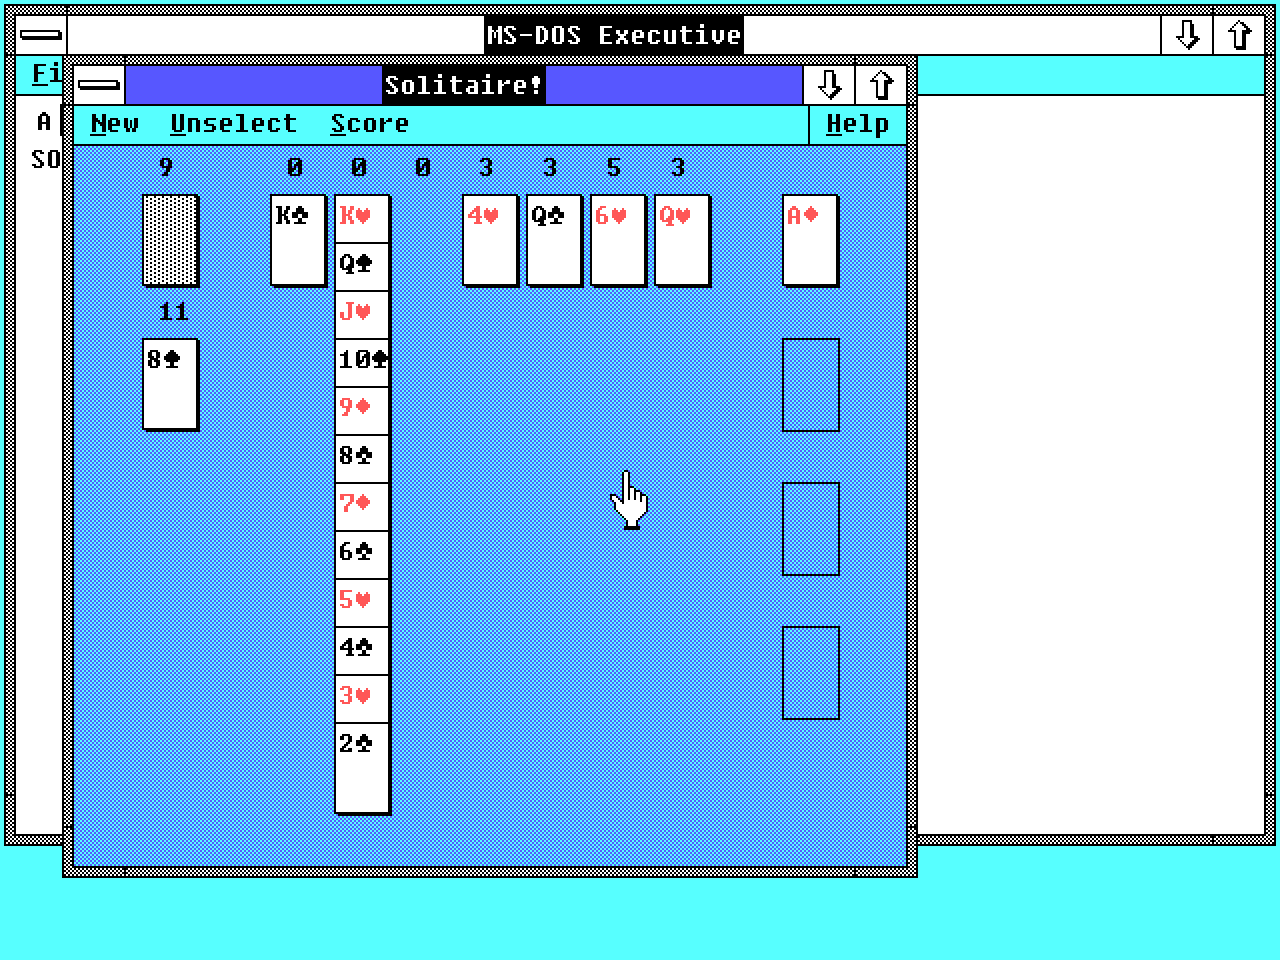 MS-DOS Executive
Fi
Solitaire!
A
New Unselect Score Help
SO
9 0 0 0 3 3 5 3
K♣ K♥ 4♥ Q♣ 6♥ Q♥ A♦
Q♠
11
J♥
8♠ 10♠
9♦
8♣
7♦
6♣
5♥
4♣
3♥
2♣